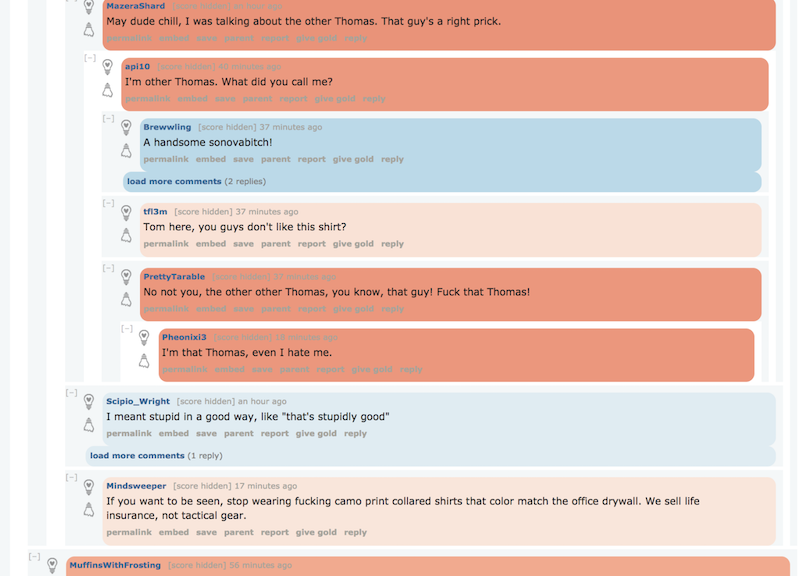 MazeraShard [score hidden] an hour ago
May dude chill, I was talking about the other Thomas. That guy's a right prick.
permalink embed save parent report give gold reply
[-]
api10 [score hidden] 40 minutes ago
I'm other Thomas. What did you call me?
permalink embed save parent report give gold reply
[-]
Brewwling [score hidden] 37 minutes ago
A handsome sonovabitch!
permalink embed save parent report give gold reply
load more comments (2 replies)
[-]
tfl3m [score hidden] 37 minutes ago
Tom here, you guys don't like this shirt?
permalink embed save parent report give gold reply
[-]
PrettyTarable [score hidden] 22 minutes ago
No not you, the other other Thomas, you know, that guy! Fuck that Thomas!
permalink embed save parent report give gold reply
[-]
Pheonixi3 [score hidden] 18 minutes ago
I'm that Thomas, even I hate me.
permalink embed save parent report give gold reply
[-]
Scipio_Wright [score hidden] an hour ago
I meant stupid in a good way, like "that's stupidly good"
permalink embed save parent report give gold reply
load more comments (1 reply)
[-]
Mindsweeper [score hidden] 17 minutes ago
If you want to be seen, stop wearing fucking camo print collared shirts that color match the office drywall. We sell life
insurance, not tactical gear.
permalink embed save parent report give gold reply
[-]
MuffinsWithFrosting [score hidden] 56 minutes ago